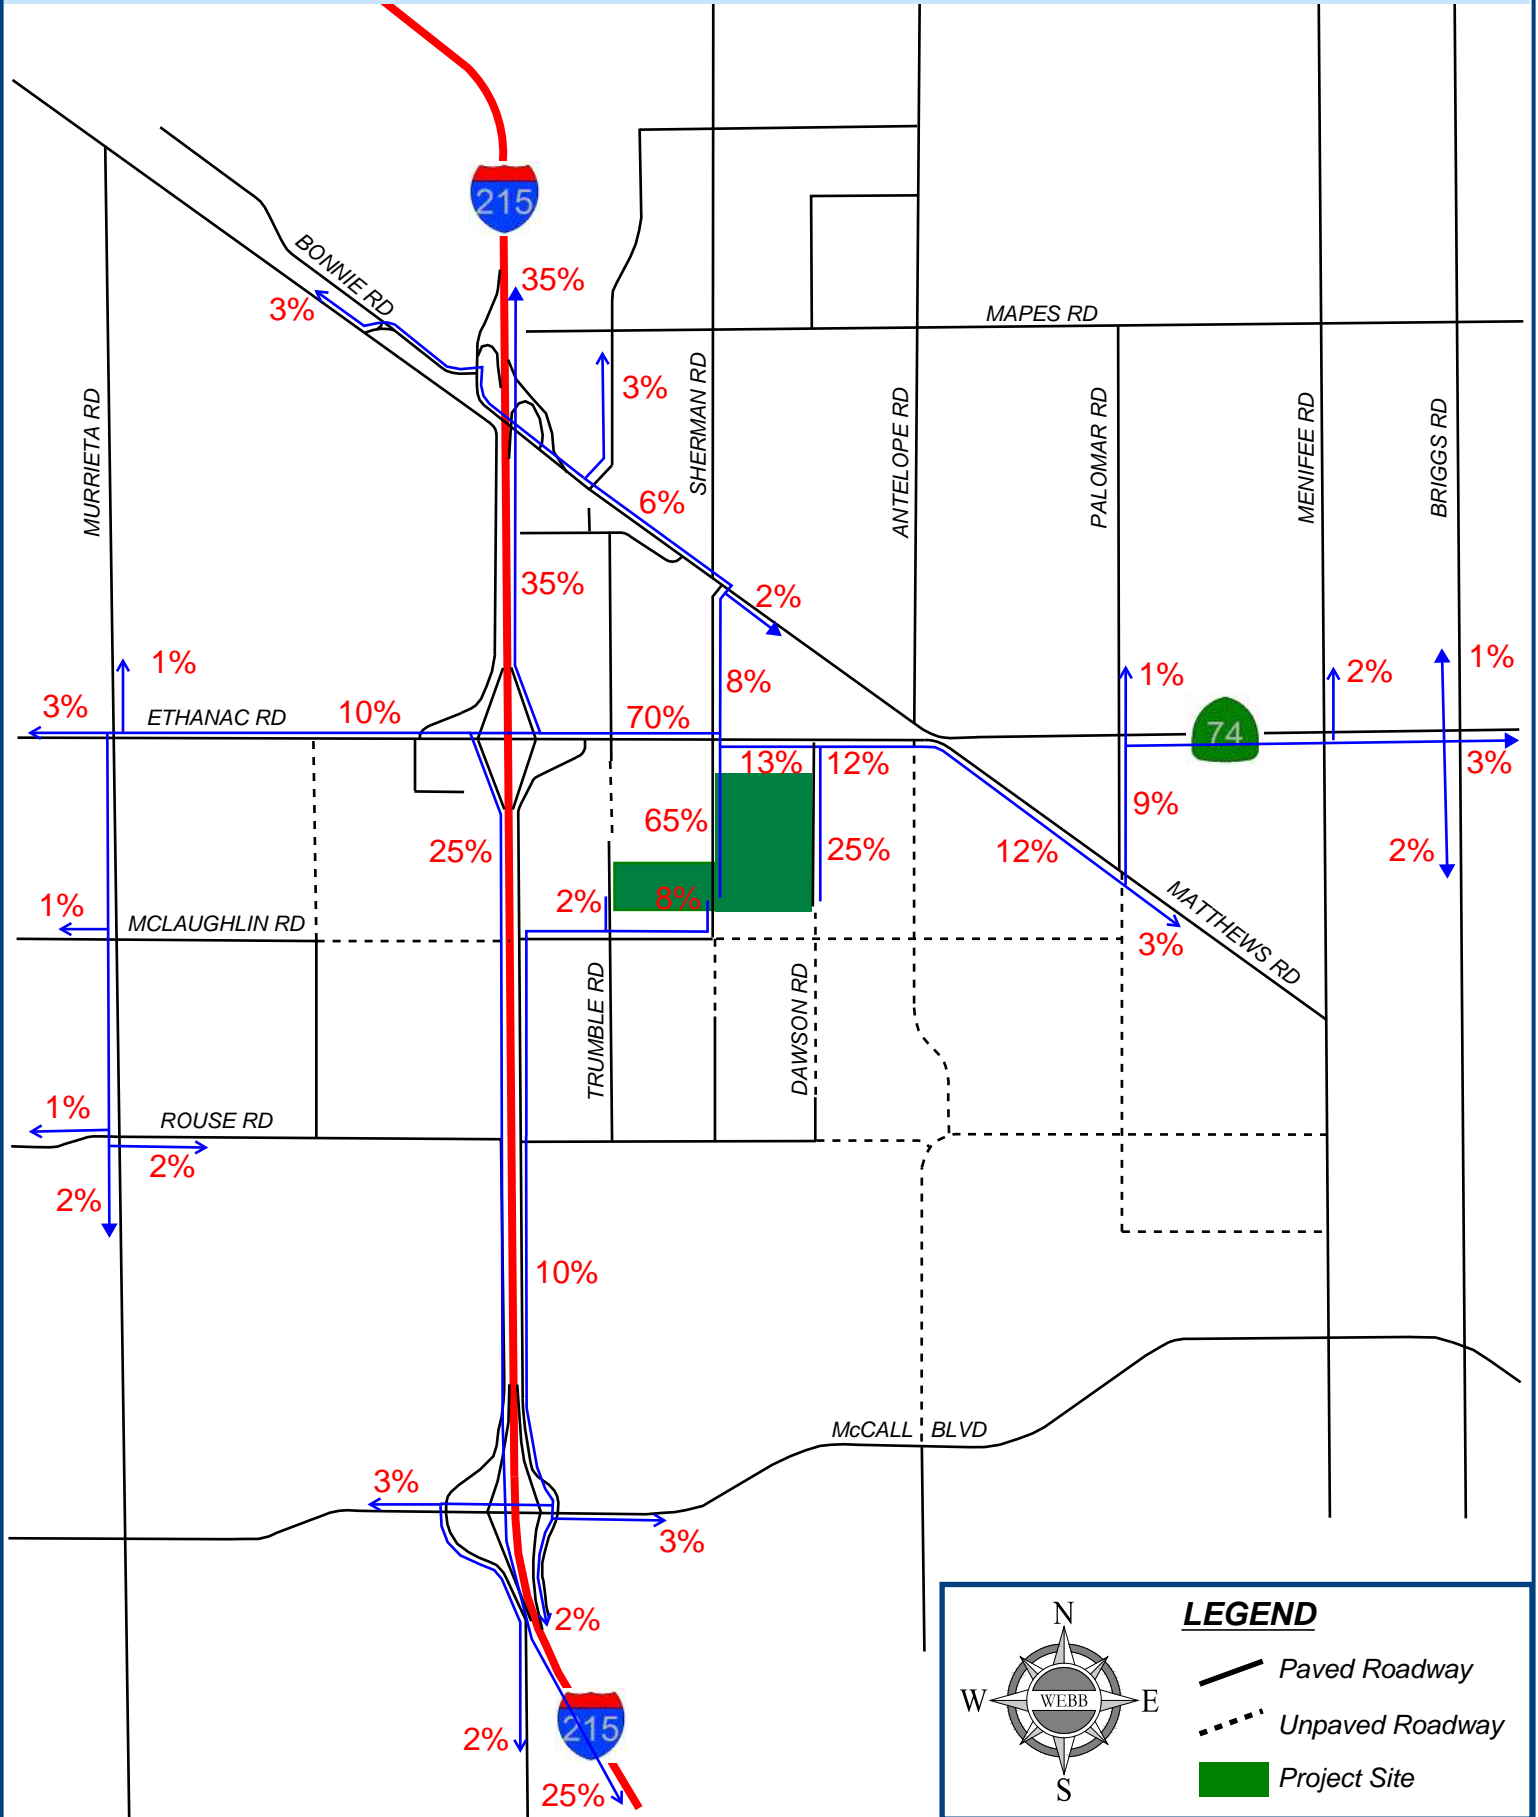 215
35%
BONNIE RD
3%
MAPES RD
3%
SHERMAN RD
MURRIETA RD
ANTELOPE RD
PALOMAR RD
MENIFEE RD
BRIGGS RD
6%
35%
2%
1%
8%
1%
2%
1%
3%
ETHANAC RD
10%
70%
74
13%
12%
3%
65%
9%
25%
25%
12%
2%
2%
8%
1%
MCLAUGHLIN RD
MATTHEWS RD
3%
TRUMBLE RD
DAWSON RD
1%
ROUSE RD
2%
2%
10%
McCALL BLVD
3%
3%
2%
215
2%
25%
LEGEND
N
W
WEBB
E
S
Paved Roadway
Unpaved Roadway
Project Site